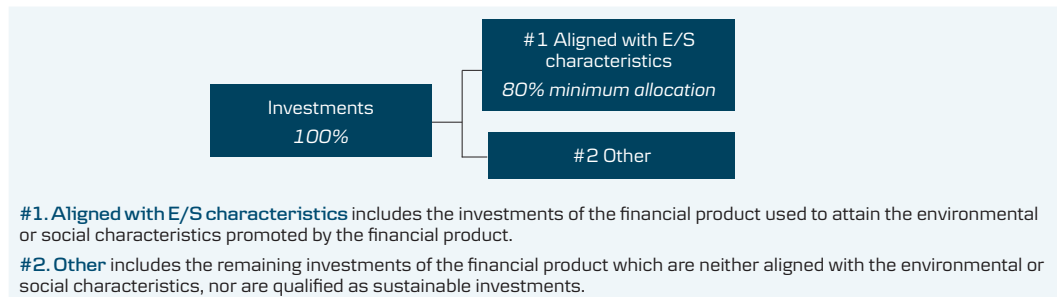 #1 Aligned with E/S
characteristics
80% minimum allocation
Investments
100%
#2 Other
#1. Aligned with E/S characteristics includes the investments of the financial product used to attain the environmental
or social characteristics promoted by the financial product.
#2. Other includes the remaining investments of the financial product which are neither aligned with the environmental or
social characteristics, nor are qualified as sustainable investments.